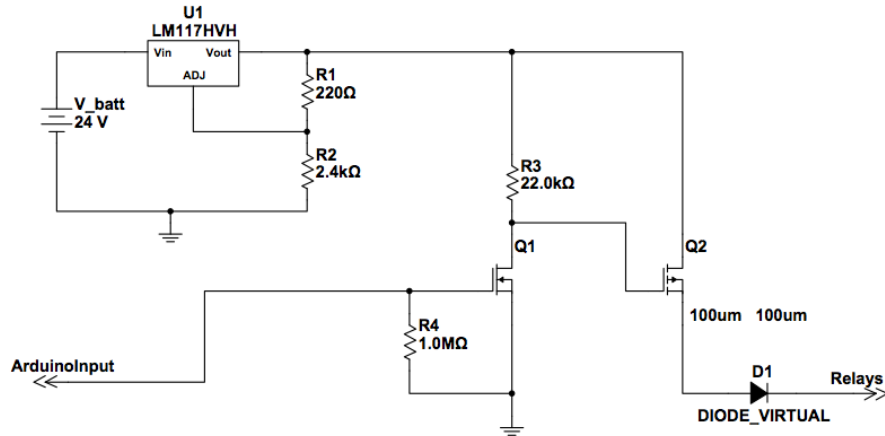 U1
LM117HVH
Vin
Vout
ADJ
R1
220Ω
V_batt
24 V
R2
2.4kΩ
R3
22.0kΩ
Q1
Q2
100um 100um
R4
1.0MΩ
ArduinoInput
D1
Relays
DIODE_VIRTUAL